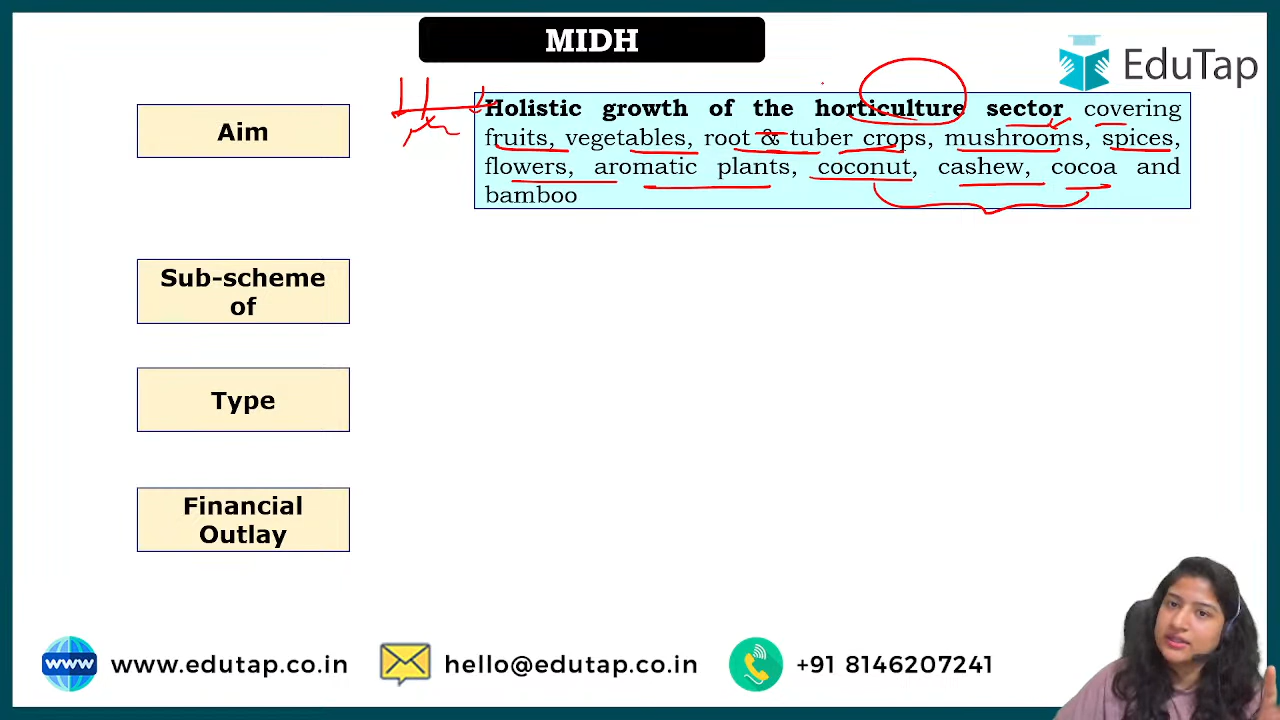 MIDH
EduTap
Aim
Holistic growth of the horticulture sector covering
fruits, vegetables, root & tuber crops, mushrooms, spices,
flowers, aromatic plants, coconut, cashew, cocoa and
bamboo
Sub-scheme
of
Type
Financial
Outlay
www
www.edutap.co.in
hello@edutap.co.in
+91 8146207241